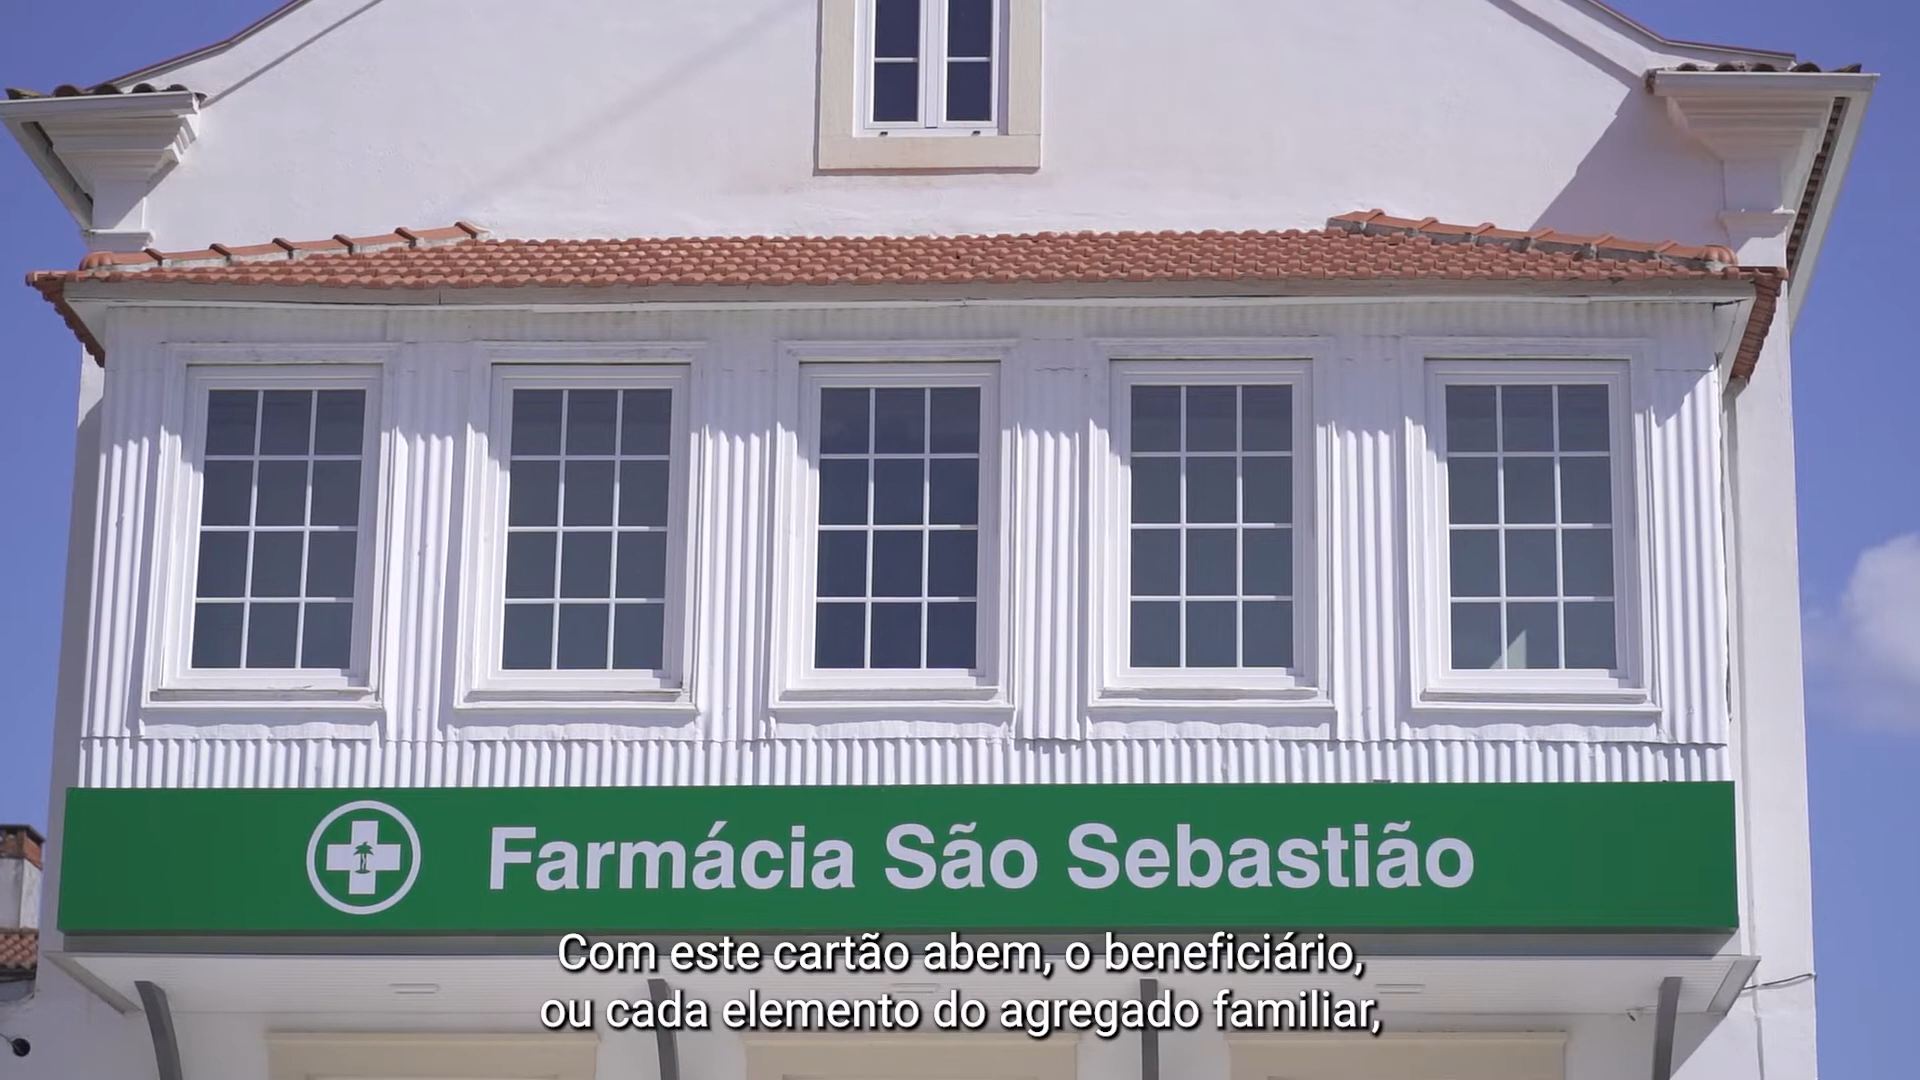 Farmácia São Sebastião
Com este cartão abem, o beneficiário,
ou cada elemento do agregado familiar,